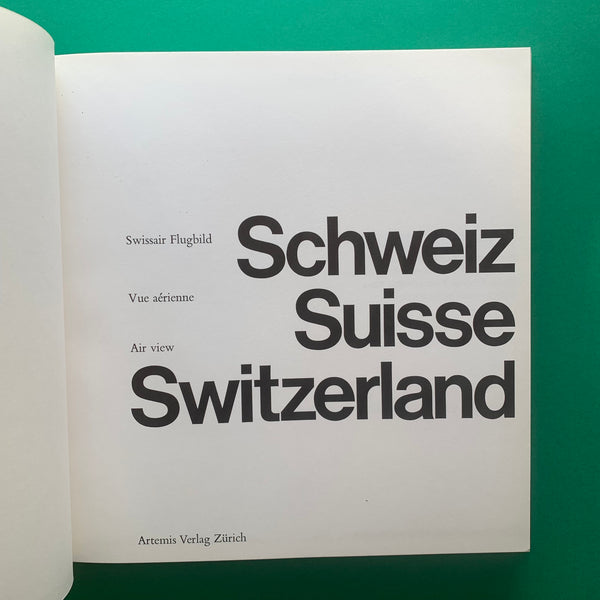 Swissair Flugbild
Schweiz
Vue aérienne
Suisse
Air view
Switzerland
Artemis Verlag Zürich